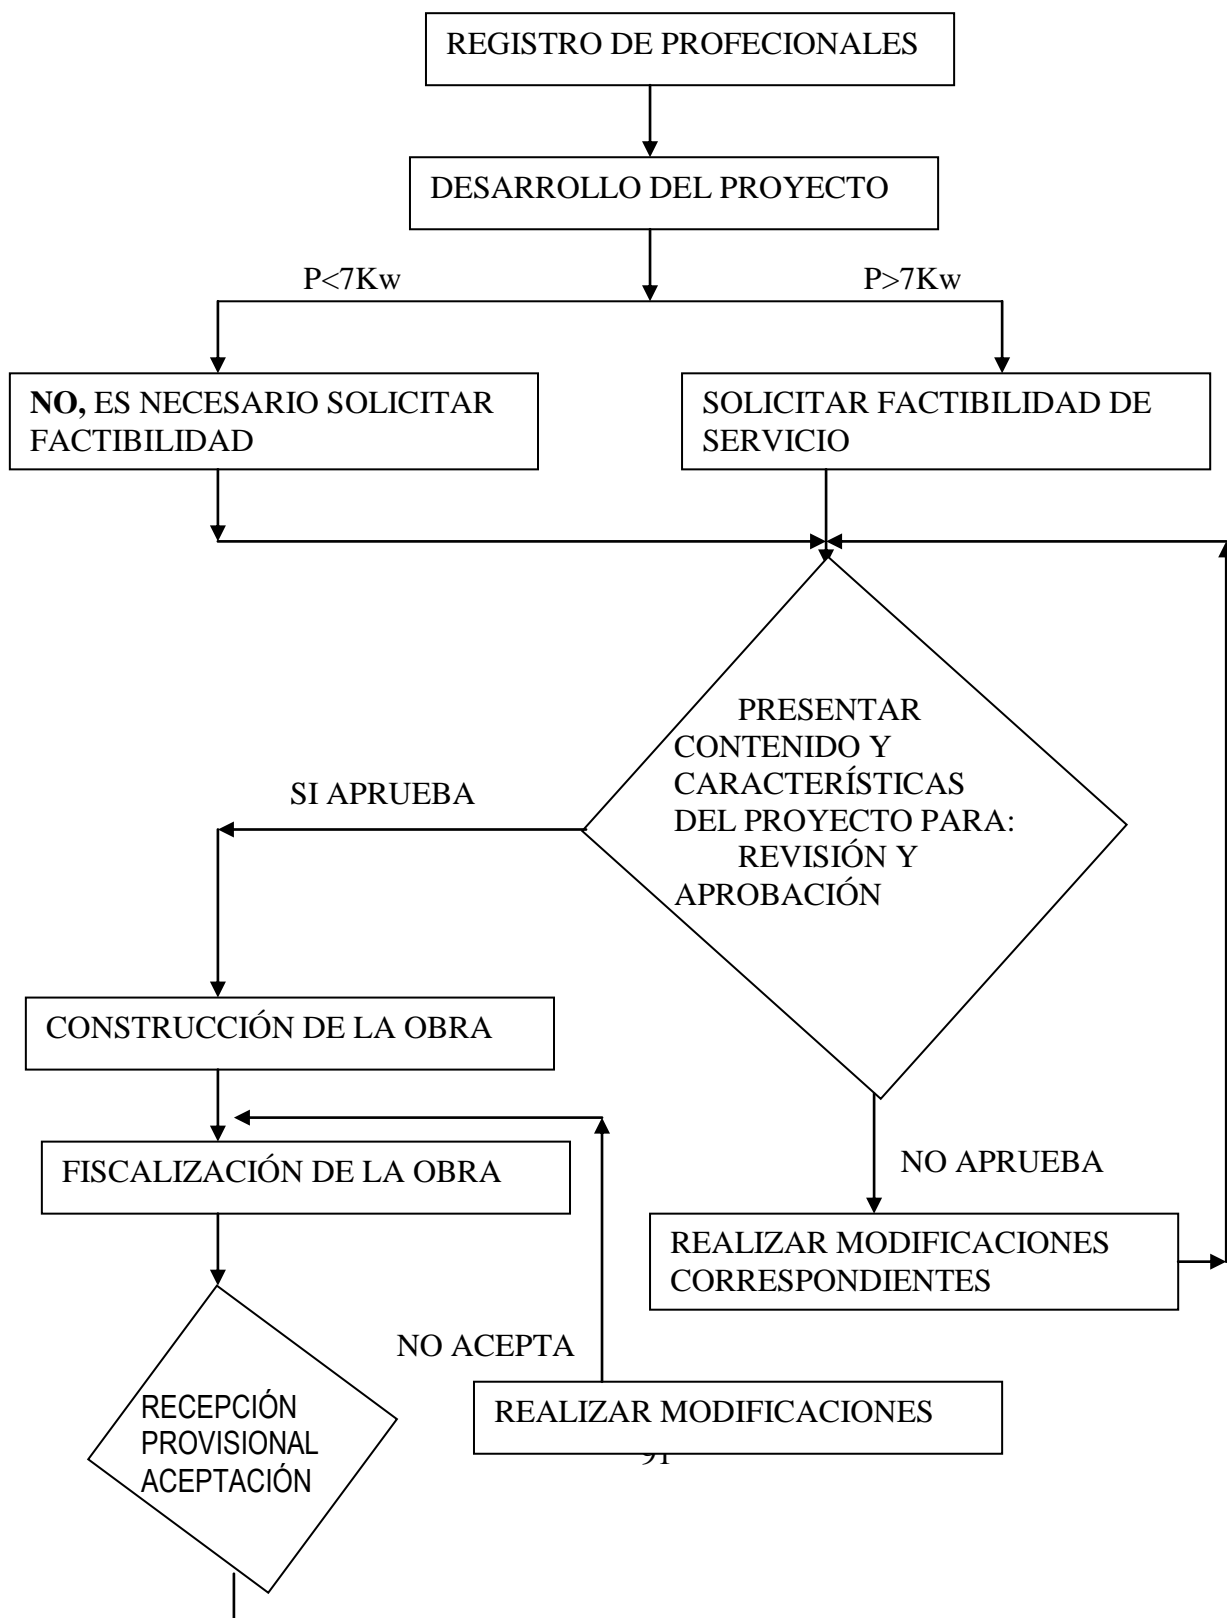 REGISTRO DE PROFECIONALES
DESARROLLO DEL PROYECTO
P<7Kw
P>7Kw
NO, ES NECESARIO SOLICITAR
FACTIBILIDAD
SOLICITAR FACTIBILIDAD DE
SERVICIO
PRESENTAR
CONTENIDO Y
CARACTERÍSTICAS
DEL PROYECTO PARA:
REVISIÓN Y
APROBACIÓN
SI APRUEBA
CONSTRUCCIÓN DE LA OBRA
FISCALIZACIÓN DE LA OBRA
NO APRUEBA
REALIZAR MODIFICACIONES
CORRESPONDIENTES
NO ACEPTA
REALIZAR MODIFICACIONES
RECEPCIÓN
PROVISIONAL
ACEPTACIÓN